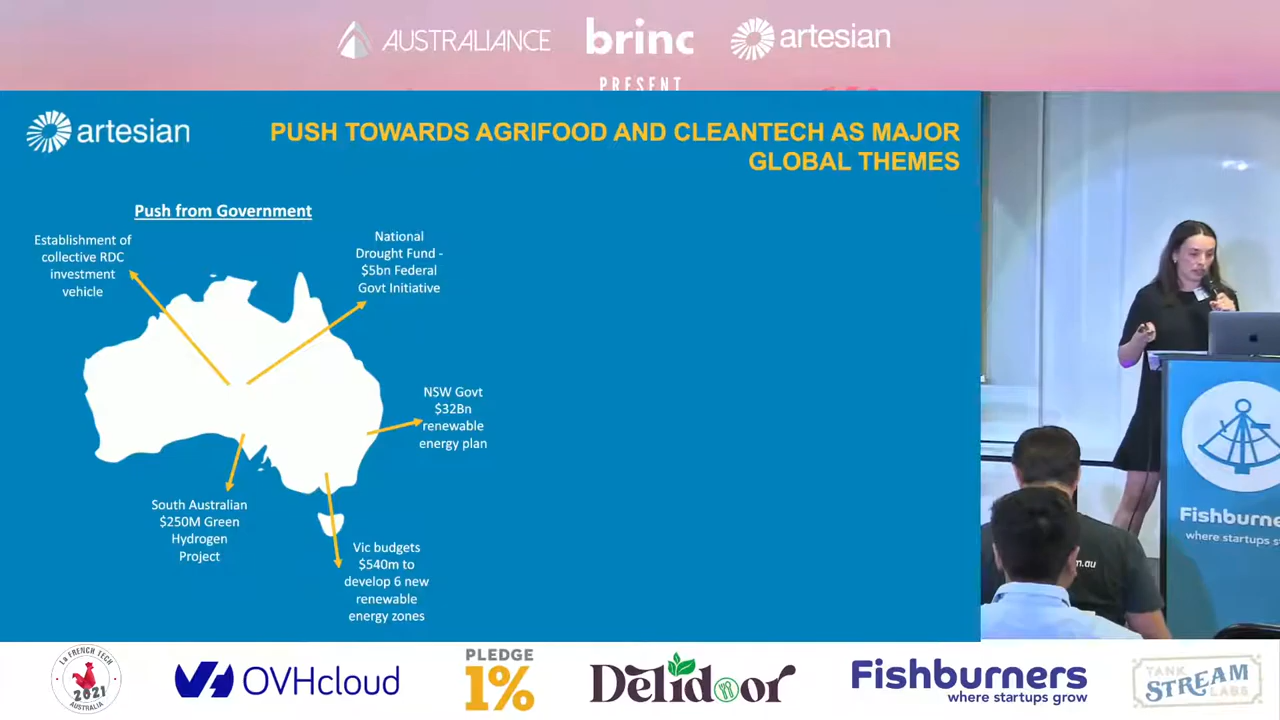 AUSTRALIANCE
brinc
artesian
PRESENT
artesian
PUSH TOWARDS AGRIFOOD AND CLEANTECH AS MAJOR
GLOBAL THEMES
Push from Government
Establishment of
collective RDC
investment
vehicle
National
Drought Fund -
$5bn Federal
Govt Initiative
NSW Govt
$32Bn
renewable
energy plan
South Australian
$250M Green
Hydrogen
Project
Vic budgets
$540m to
develop 6 new
renewable
energy zones
Fishburne
where startups s
m.au
La FRENCH TECH
2021
AUSTRALIA
OVHcloud
PLEDGE
1%
Delidoor
Fishburners
where startups grow
TANK
STREAM
LABS